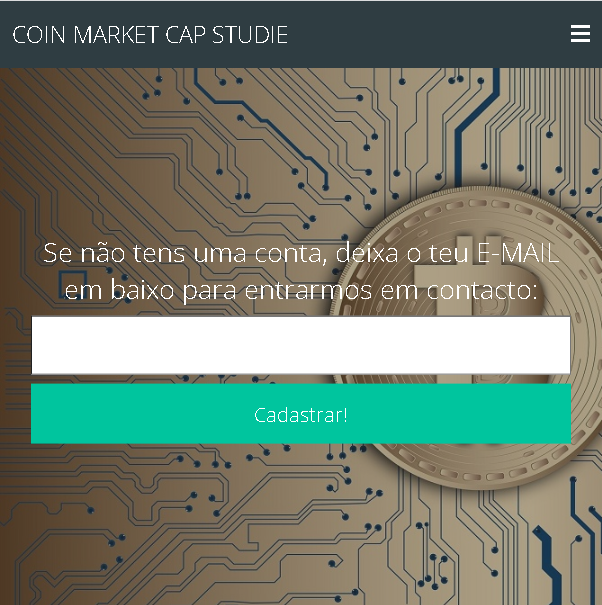 COIN MARKET CAP STUDIE
Se não tens uma conta, deixa o teu E-MAIL
em baixo para entrarmos em contacto:
Cadastrar!